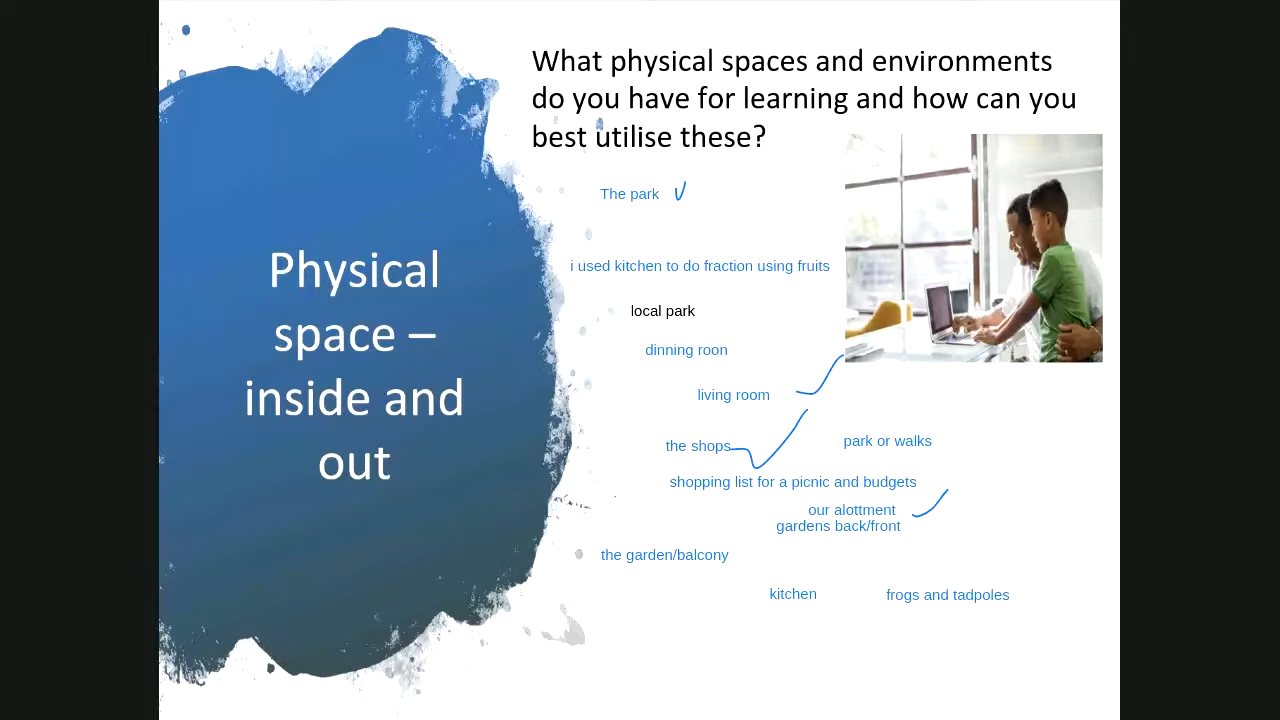 Physical
space –
inside and
out
What physical spaces and environments
do you have for learning and how can you
best utilise these?
The park
i used kitchen to do fraction using fruits
local park
dinning roon
living room
the shops
park or walks
shopping list for a picnic and budgets
our alottment
gardens back/front
the garden/balcony
kitchen
frogs and tadpoles